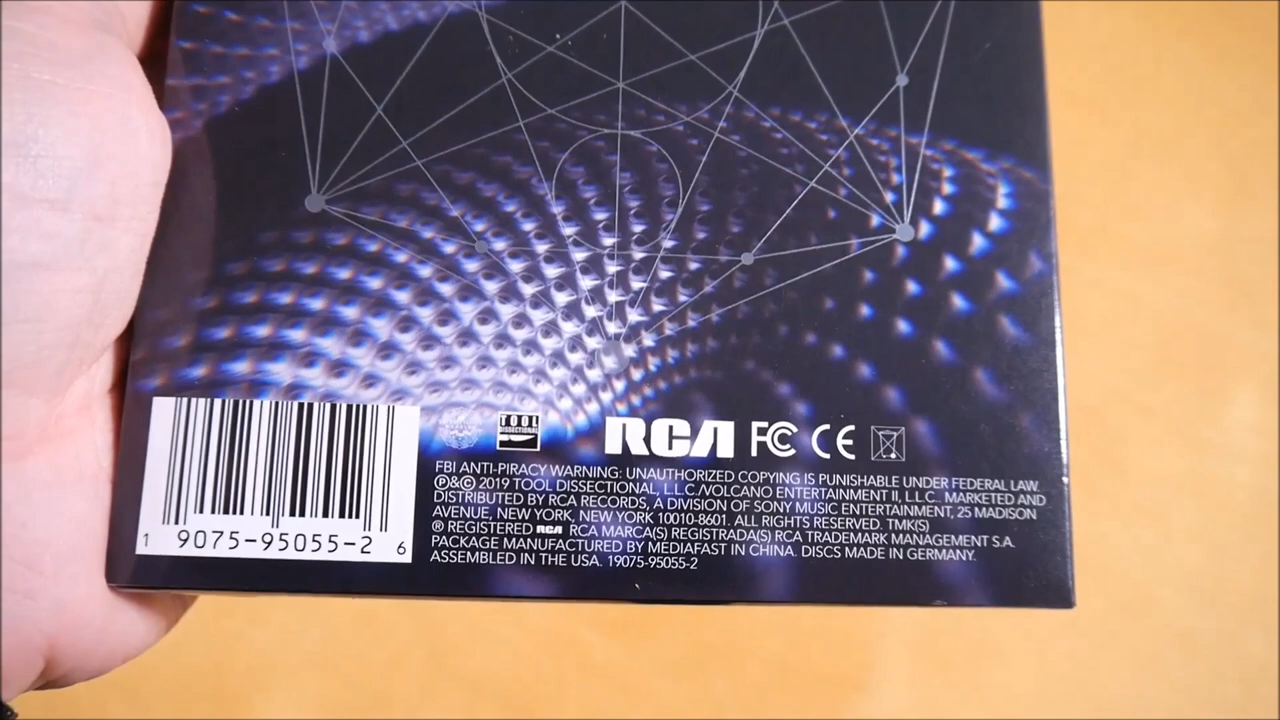 TOOL
DISSECTIONAL
RCA FC CE
FBI ANTI-PIRACY WARNING: UNAUTHORIZED COPYING IS PUNISHABLE UNDER FEDERAL LAW.
℗&© 2019 TOOL DISSECTIONAL, L.L.C./VOLCANO ENTERTAINMENT II, L.L.C.. MARKETED AND
DISTRIBUTED BY RCA RECORDS, A DIVISION OF SONY MUSIC ENTERTAINMENT, 25 MADISON
AVENUE, NEW YORK, NEW YORK 10010-8601. ALL RIGHTS RESERVED. TMK(S)
® REGISTERED RCA RCA MARCA(S) REGISTRADA(S) RCA TRADEMARK MANAGEMENT S.A.
PACKAGE MANUFACTURED BY MEDIAFAST IN CHINA. DISCS MADE IN GERMANY.
ASSEMBLED IN THE USA. 19075-95055-2
1 9075-95055-2 6